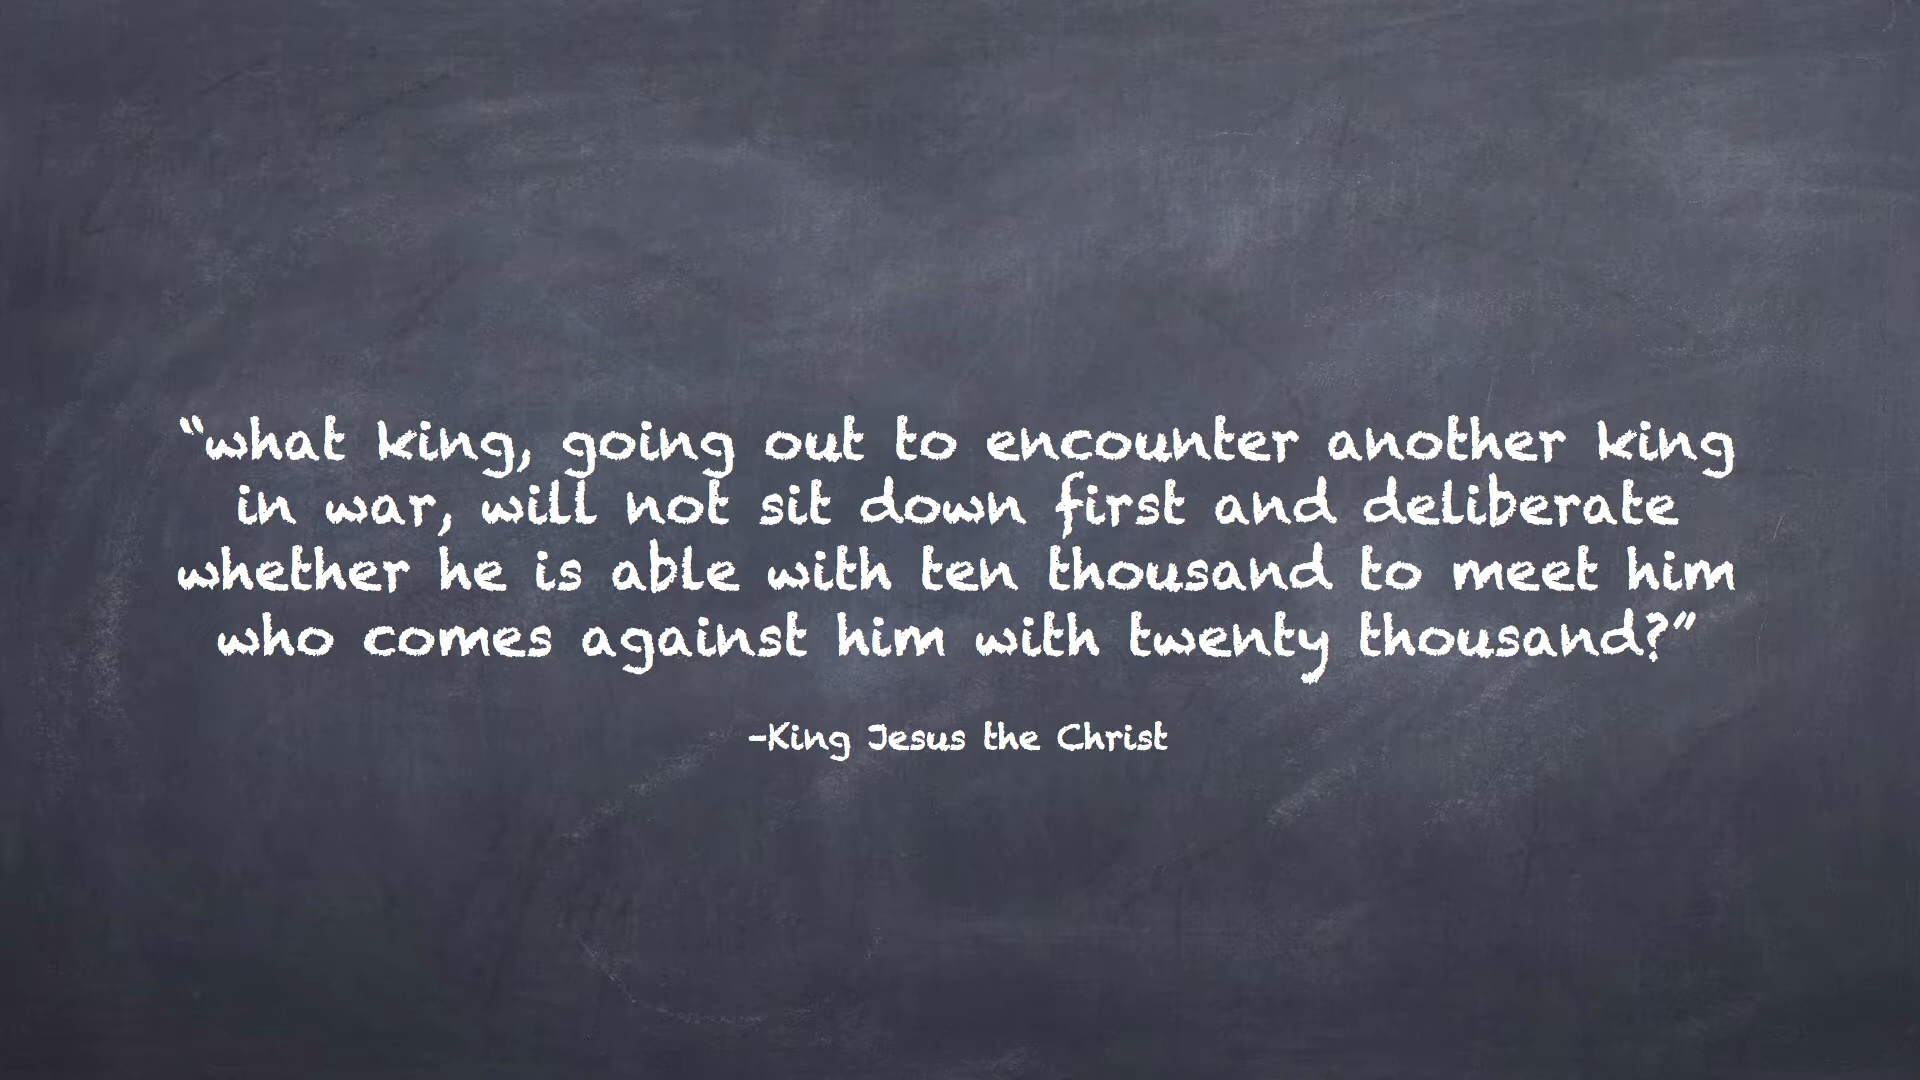 “what king, going out to encounter another king
in war, will not sit down first and deliberate
whether he is able with ten thousand to meet him
who comes against him with twenty thousand?”
-King Jesus the Christ